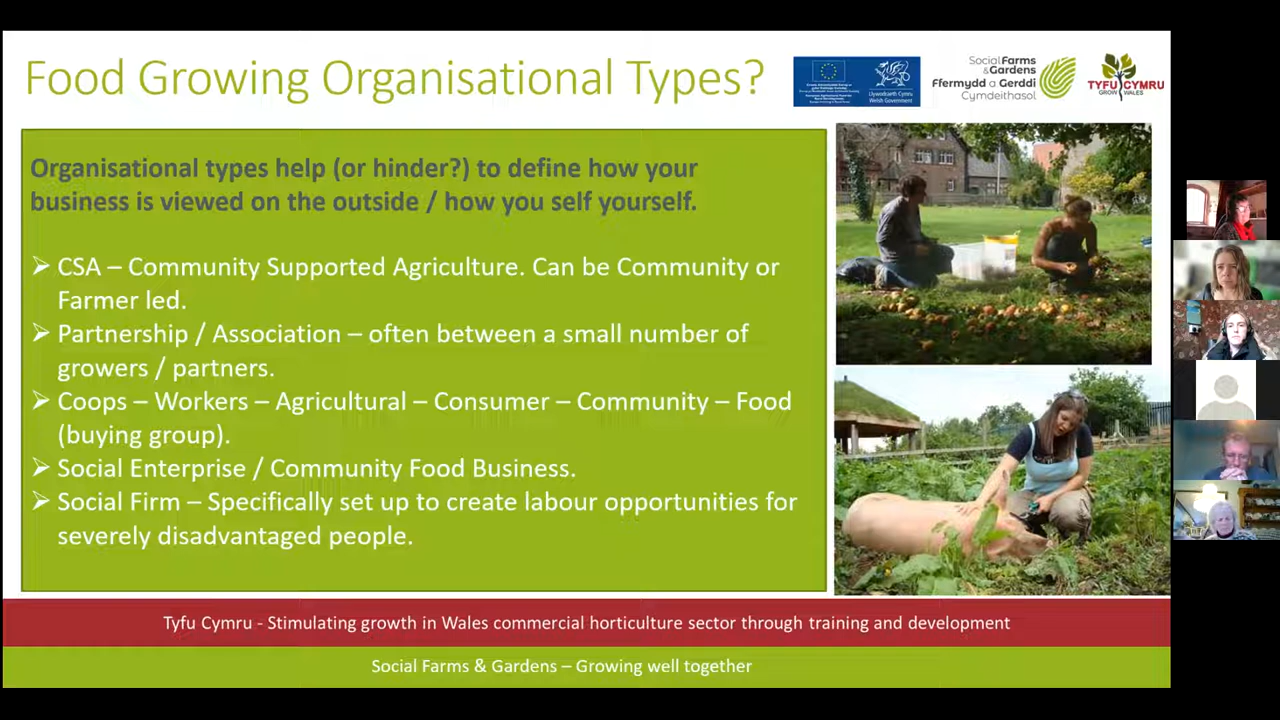 Food Growing Organisational Types?
Llywodraeth Cymru
Welsh Government
Social Farms
& Gardens
Ffermydd a Gerddi
Cymdeithasol
TYFU CYMRU
GROW WALES
Organisational types help (or hinder?) to define how your
business is viewed on the outside / how you self yourself.
➢ CSA – Community Supported Agriculture. Can be Community or
Farmer led.
➢ Partnership / Association – often between a small number of
growers / partners.
➢ Coops – Workers – Agricultural – Consumer – Community – Food
(buying group).
➢ Social Enterprise / Community Food Business.
➢ Social Firm – Specifically set up to create labour opportunities for
severely disadvantaged people.
Tyfu Cymru - Stimulating growth in Wales commercial horticulture sector through training and development
Social Farms & Gardens – Growing well together